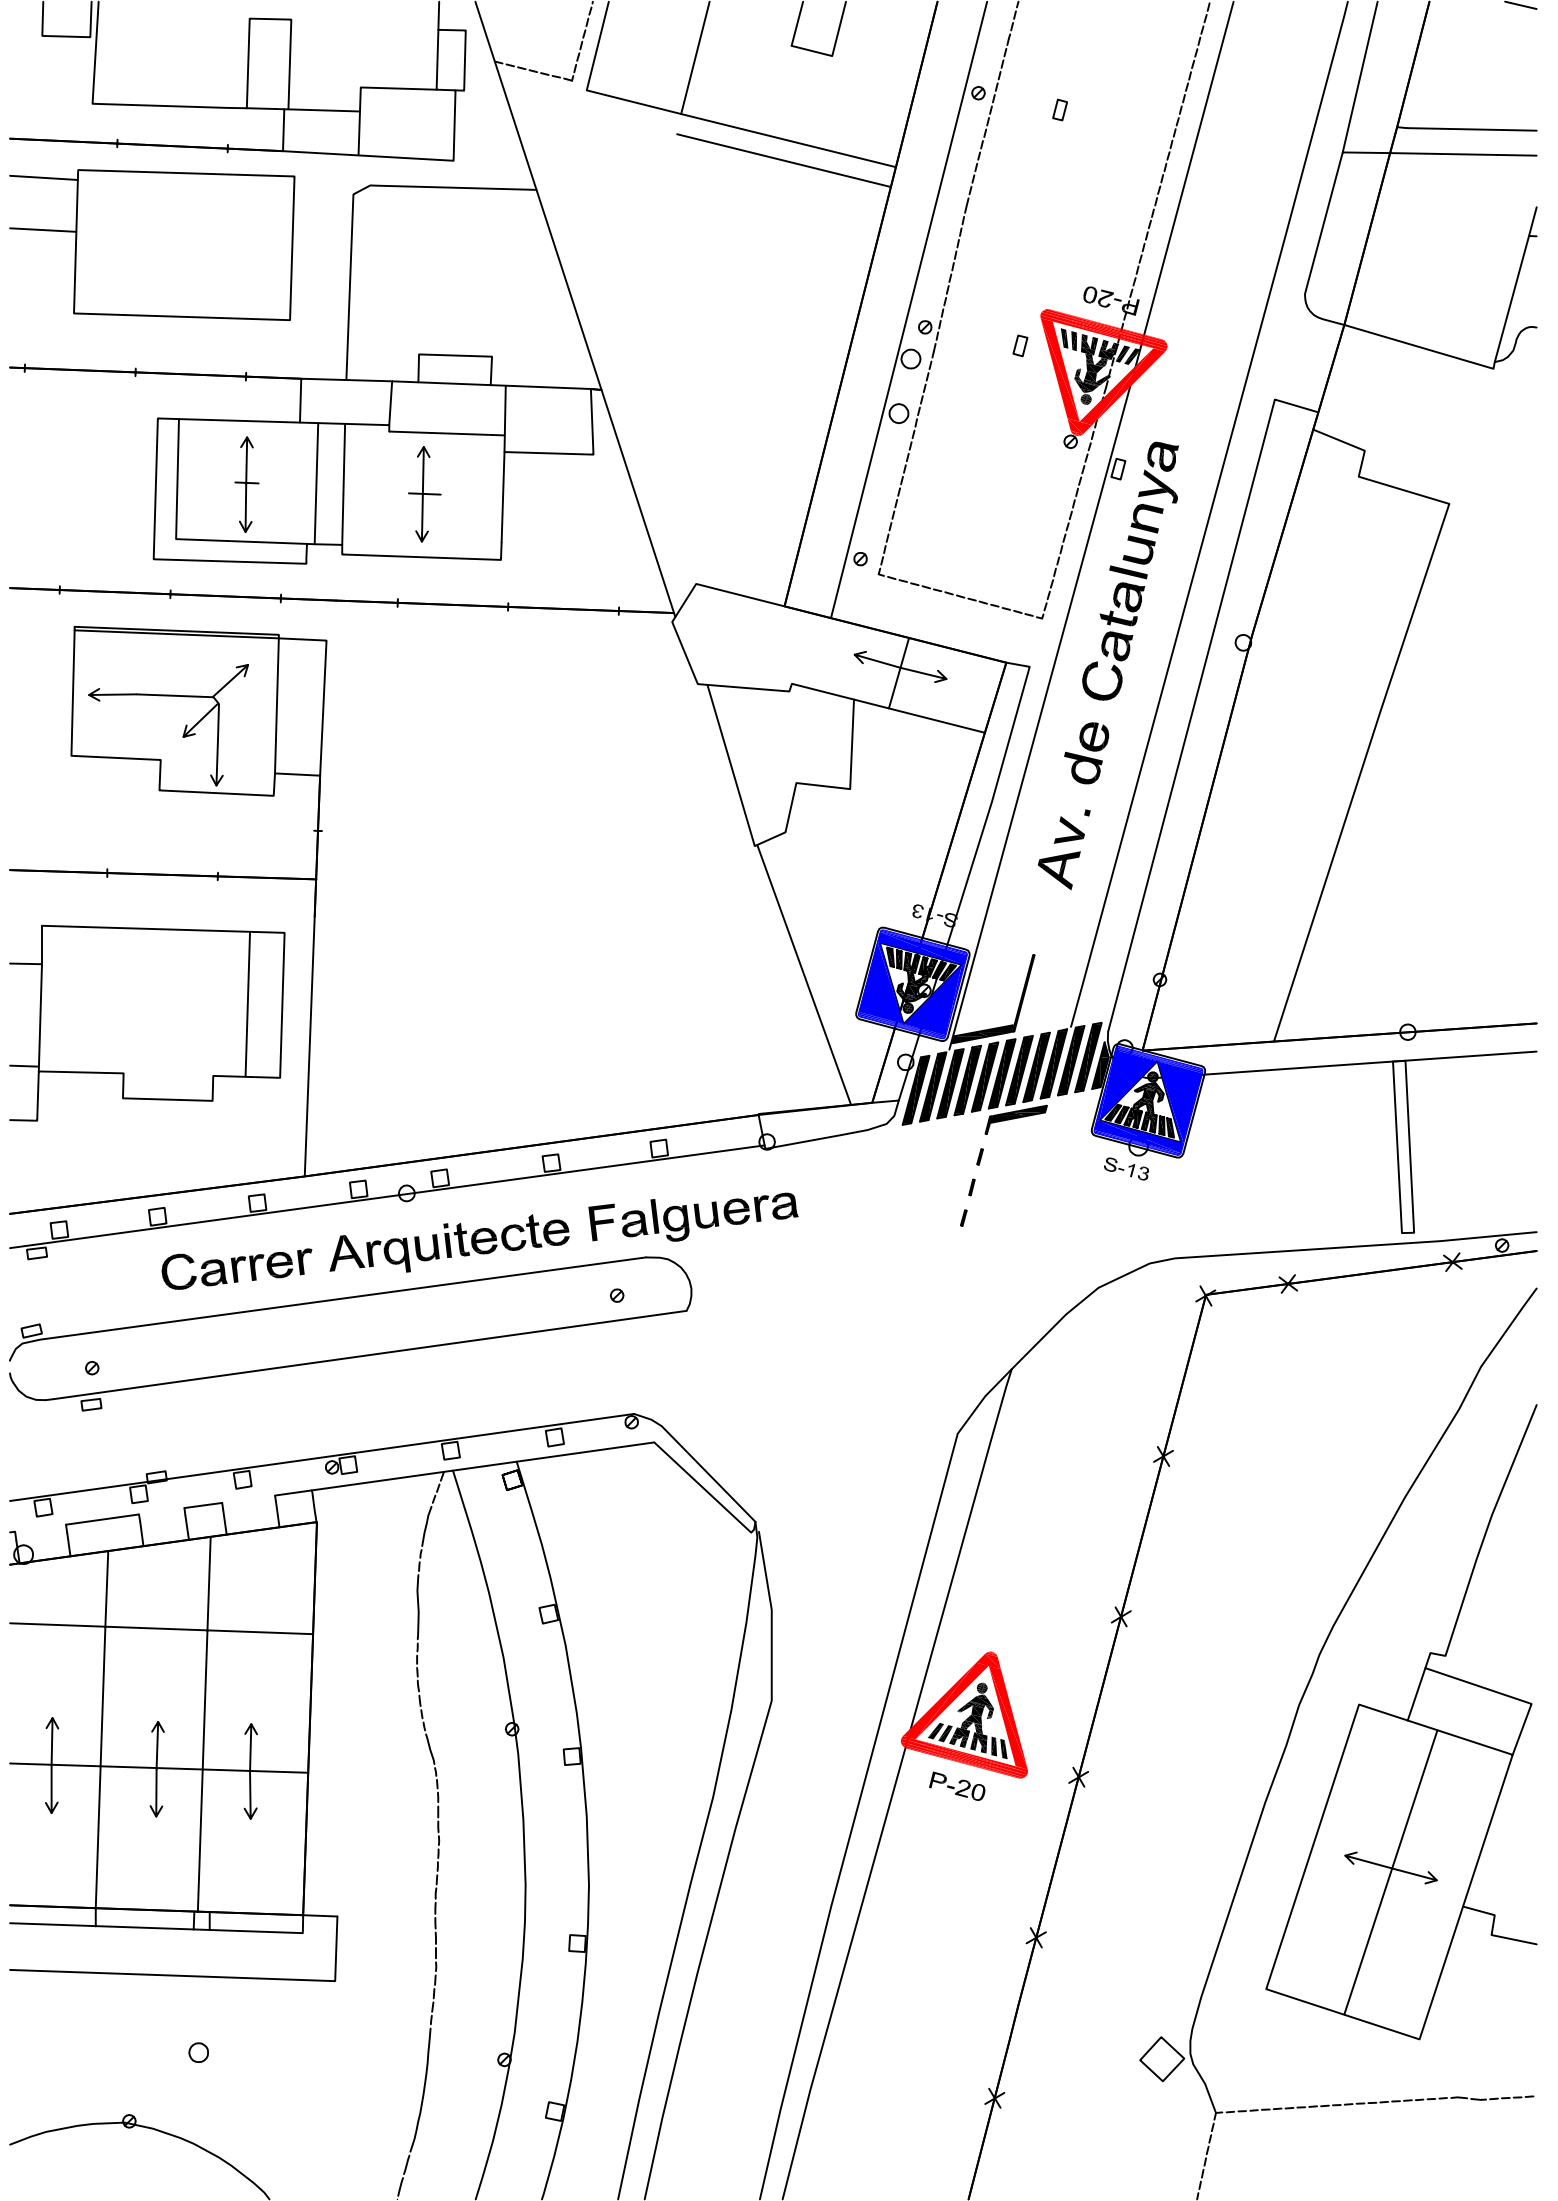 P-20
Av. de Catalunya
S-13
S-13
Carrer Arquitecte Falguera
P-20